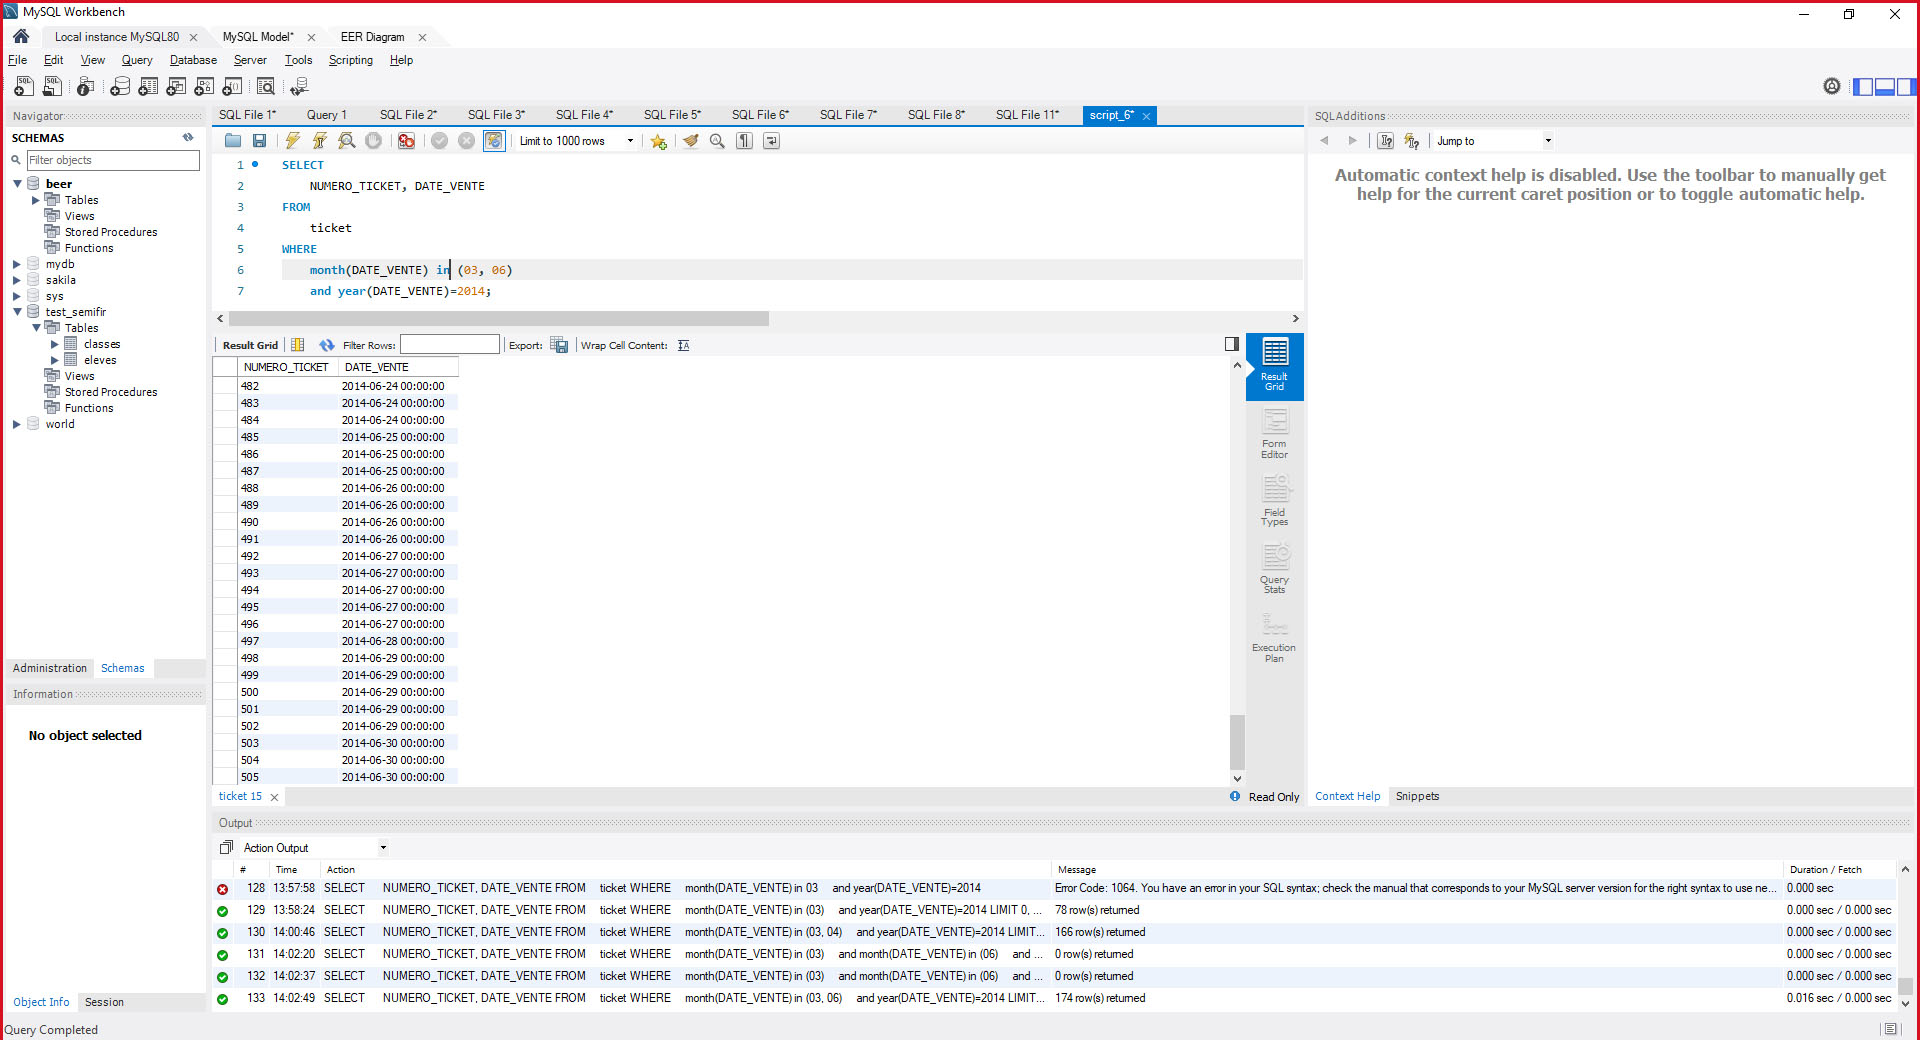 MySQL Workbench
Local instance MySQL80
MySQL Model*
EER Diagram
File Edit View Query Database Server Tools Scripting Help
Navigator
SCHEMAS
Filter objects
beer
Tables
Views
Stored Procedures
Functions
mydb
sakila
sys
test_semifir
Tables
classes
eleves
Views
Stored Procedures
Functions
world
Administration Schemas
Information
No object selected
Object Info Session
Query Completed
SQL File 1* Query 1 SQL File 2* SQL File 3* SQL File 4* SQL File 5* SQL File 6* SQL File 7* SQL File 8* SQL File 11* script_6*
Limit to 1000 rows
1 SELECT
2 NUMERO_TICKET, DATE_VENTE
3 FROM
4 ticket
5 WHERE
6 month(DATE_VENTE) in (03, 06)
7 and year(DATE_VENTE)=2014;
Result Grid Filter Rows: Export: Wrap Cell Content:
NUMERO_TICKET DATE_VENTE
482 2014-06-24 00:00:00
483 2014-06-24 00:00:00
484 2014-06-24 00:00:00
485 2014-06-25 00:00:00
486 2014-06-25 00:00:00
487 2014-06-25 00:00:00
488 2014-06-26 00:00:00
489 2014-06-26 00:00:00
490 2014-06-26 00:00:00
491 2014-06-26 00:00:00
492 2014-06-27 00:00:00
493 2014-06-27 00:00:00
494 2014-06-27 00:00:00
495 2014-06-27 00:00:00
496 2014-06-27 00:00:00
497 2014-06-28 00:00:00
498 2014-06-29 00:00:00
499 2014-06-29 00:00:00
500 2014-06-29 00:00:00
501 2014-06-29 00:00:00
502 2014-06-29 00:00:00
503 2014-06-30 00:00:00
504 2014-06-30 00:00:00
505 2014-06-30 00:00:00
Result
Grid
Form
Editor
Field
Types
Query
Stats
Execution
Plan
ticket 15
Read Only
SQLAdditions
Jump to
Automatic context help is disabled. Use the toolbar to manually get
help for the current caret position or to toggle automatic help.
Context Help Snippets
Output
Action Output
# Time Action Message Duration / Fetch
128 13:57:58 SELECT NUMERO_TICKET, DATE_VENTE FROM ticket WHERE month(DATE_VENTE) in 03 and year(DATE_VENTE)=2014 Error Code: 1064. You have an error in your SQL syntax; check the manual that corresponds to your MySQL server version for the right syntax to use ne... 0.000 sec
129 13:58:24 SELECT NUMERO_TICKET, DATE_VENTE FROM ticket WHERE month(DATE_VENTE) in (03) and year(DATE_VENTE)=2014 LIMIT 0, ... 78 row(s) returned 0.000 sec / 0.000 sec
130 14:00:46 SELECT NUMERO_TICKET, DATE_VENTE FROM ticket WHERE month(DATE_VENTE) in (03, 04) and year(DATE_VENTE)=2014 LIMIT... 166 row(s) returned 0.000 sec / 0.000 sec
131 14:02:20 SELECT NUMERO_TICKET, DATE_VENTE FROM ticket WHERE month(DATE_VENTE) in (03) and month(DATE_VENTE) in (06) and ... 0 row(s) returned 0.000 sec / 0.000 sec
132 14:02:37 SELECT NUMERO_TICKET, DATE_VENTE FROM ticket WHERE month(DATE_VENTE) in (03) and month(DATE_VENTE) in (06) and ... 0 row(s) returned 0.000 sec / 0.000 sec
133 14:02:49 SELECT NUMERO_TICKET, DATE_VENTE FROM ticket WHERE month(DATE_VENTE) in (03, 06) and year(DATE_VENTE)=2014 LIMIT... 174 row(s) returned 0.016 sec / 0.000 sec